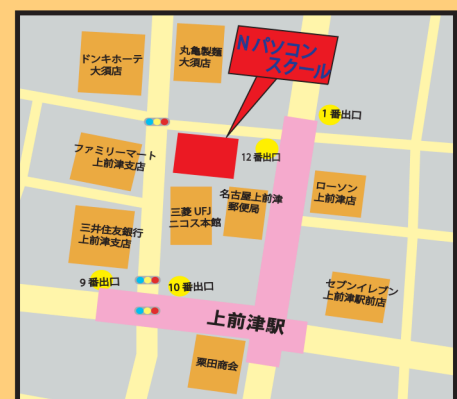 ドンキホーテ
大須店
丸亀製麺
大須店
N パソコン
スクール
1番出口
ファミリーマート
上前津支店
12番出口
名古屋上前津
郵便局
ローソン
上前津店
三菱UFJ
ニコス本館
三井住友銀行
上前津支店
9番出口
10番出口
セブンイレブン
上前津駅前店
上前津駅
栗田商会